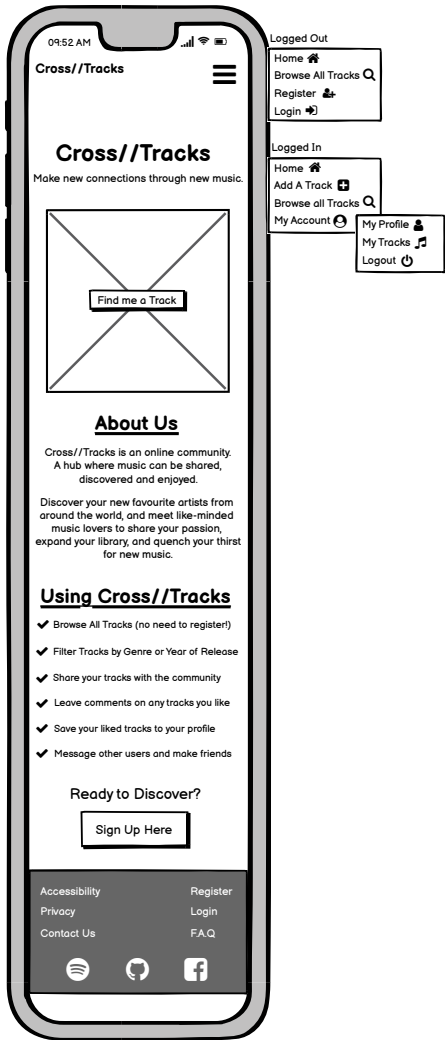 09:52 AM
Cross//Tracks
Logged Out
Home
Browse All Tracks
Register
Login
Logged In
Home
Add A Track
Browse all Tracks
My Account
My Profile
My Tracks
Logout
Cross//Tracks
Make new connections through new music.
Find me a Track
About Us
Cross//Tracks is an online community.
A hub where music can be shared,
discovered and enjoyed.
Discover your new favourite artists from
around the world, and meet like-minded
music lovers to share your passion,
expand your library, and quench your thirst
for new music.
Using Cross//Tracks
Browse All Tracks (no need to register!)
Filter Tracks by Genre or Year of Release
Share your tracks with the community
Leave comments on any tracks you like
Save your liked tracks to your profile
Message other users and make friends
Ready to Discover?
Sign Up Here
Accessibility
Register
Privacy
Login
Contact Us
F.A.Q